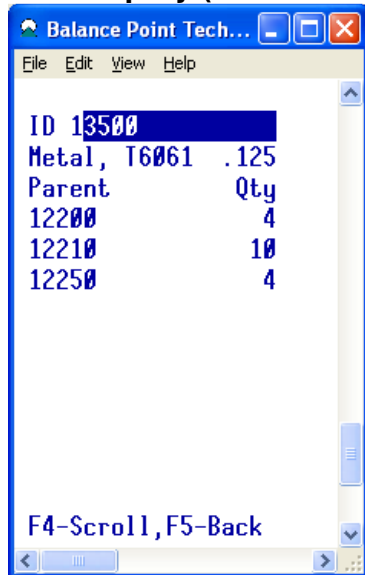 Balance Point Tech...
File Edit View Help
ID 13500
Metal, T6061 .125
Parent Qty
12200 4
12210 10
12250 4
F4-Scroll,F5-Back